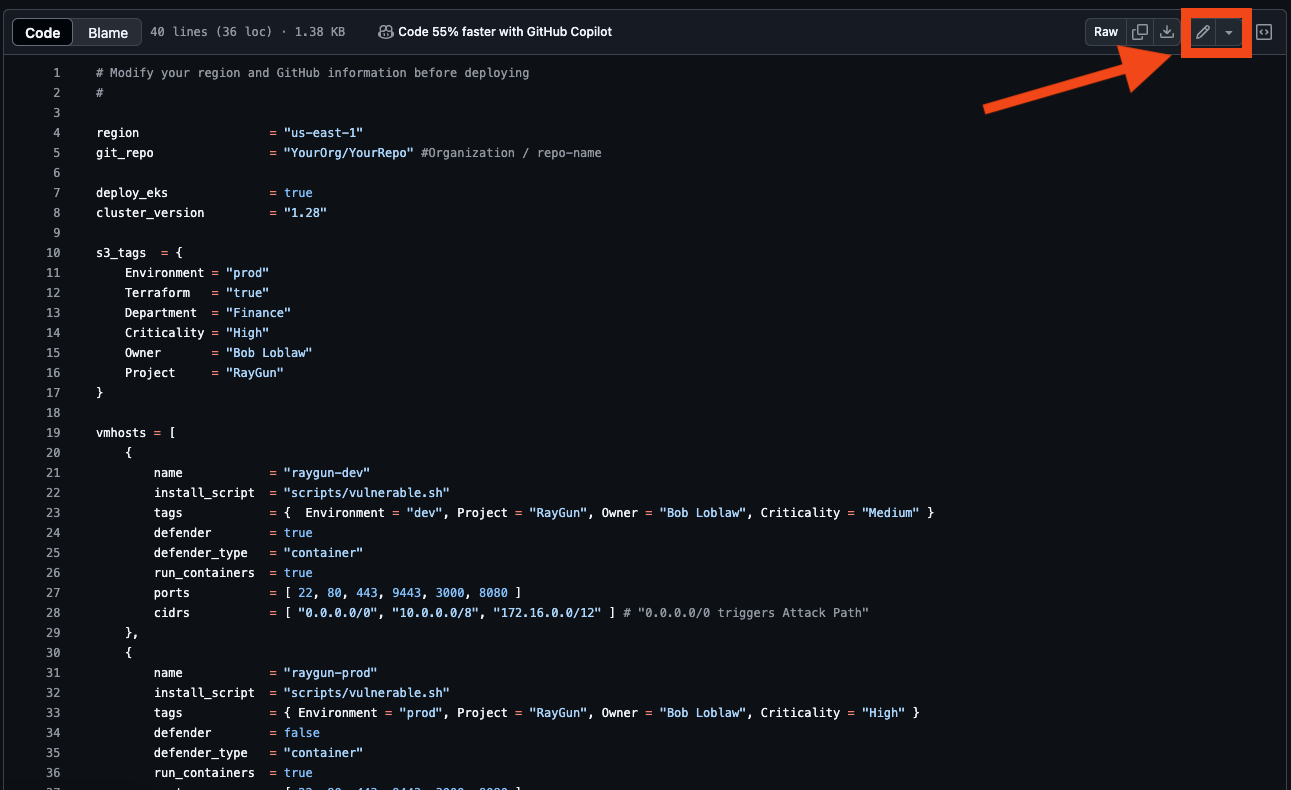 Code Blame 40 lines (36 loc) · 1.38 KB Code 55% faster with GitHub Copilot Raw
1 # Modify your region and GitHub information before deploying
2 #
3
4 region = "us-east-1"
5 git_repo = "YourOrg/YourRepo" #Organization / repo-name
6
7 deploy_eks = true
8 cluster_version = "1.28"
9
10 s3_tags = {
11 Environment = "prod"
12 Terraform = "true"
13 Department = "Finance"
14 Criticality = "High"
15 Owner = "Bob Loblaw"
16 Project = "RayGun"
17 }
18
19 vmhosts = [
20 {
21 name = "raygun-dev"
22 install_script = "scripts/vulnerable.sh"
23 tags = { Environment = "dev", Project = "RayGun", Owner = "Bob Loblaw", Criticality = "Medium" }
24 defender = true
25 defender_type = "container"
26 run_containers = true
27 ports = [ 22, 80, 443, 9443, 3000, 8080 ]
28 cidrs = [ "0.0.0.0/0", "10.0.0.0/8", "172.16.0.0/12" ] # "0.0.0.0/0 triggers Attack Path"
29 },
30 {
31 name = "raygun-prod"
32 install_script = "scripts/vulnerable.sh"
33 tags = { Environment = "prod", Project = "RayGun", Owner = "Bob Loblaw", Criticality = "High" }
34 defender = false
35 defender_type = "container"
36 run_containers = true